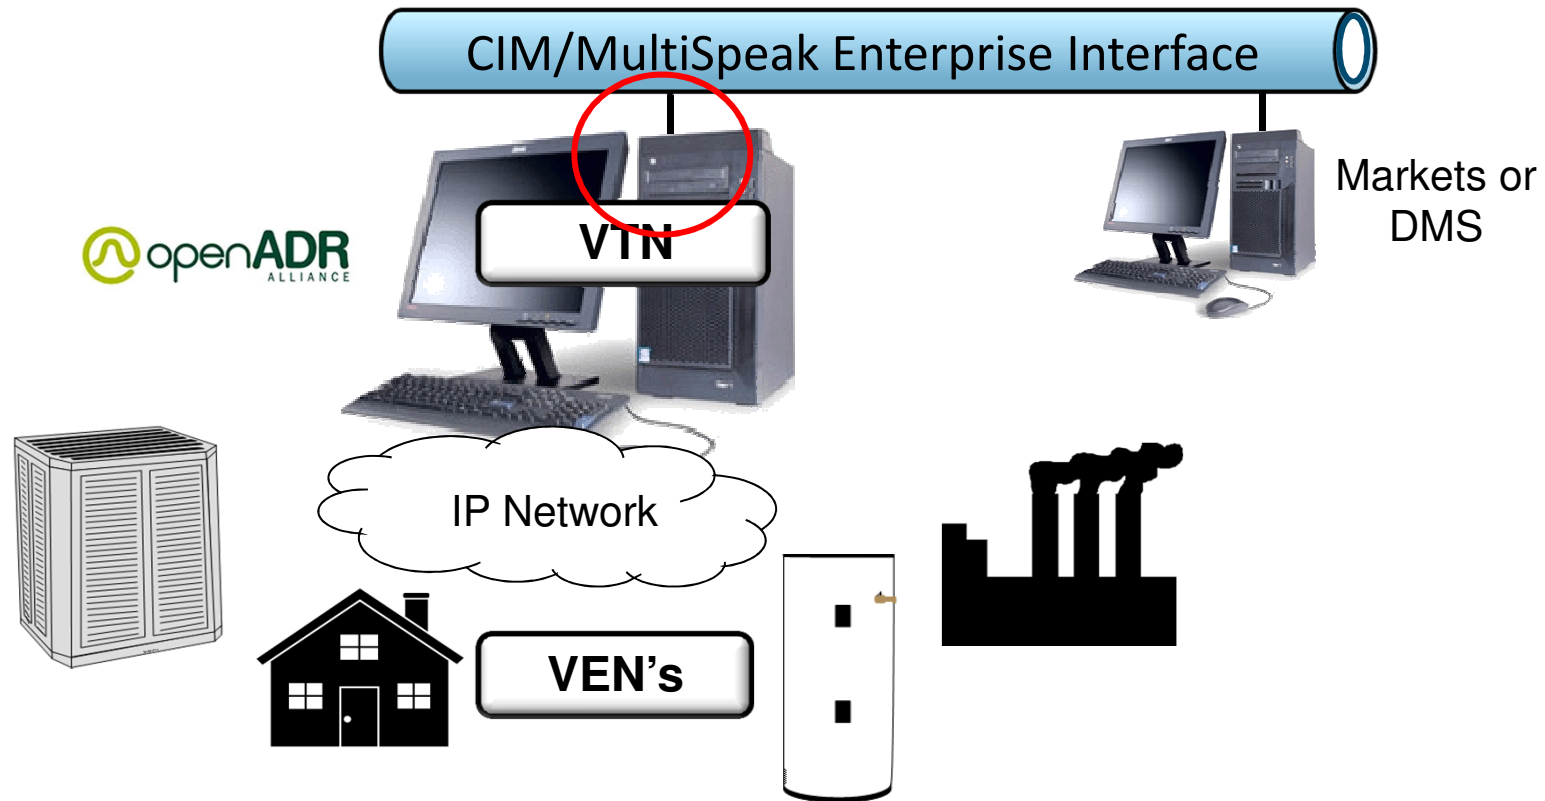 CIM/MultiSpeak Enterprise Interface
Markets or
DMS
VTN
openADR
ALLIANCE
IP Network
VEN's